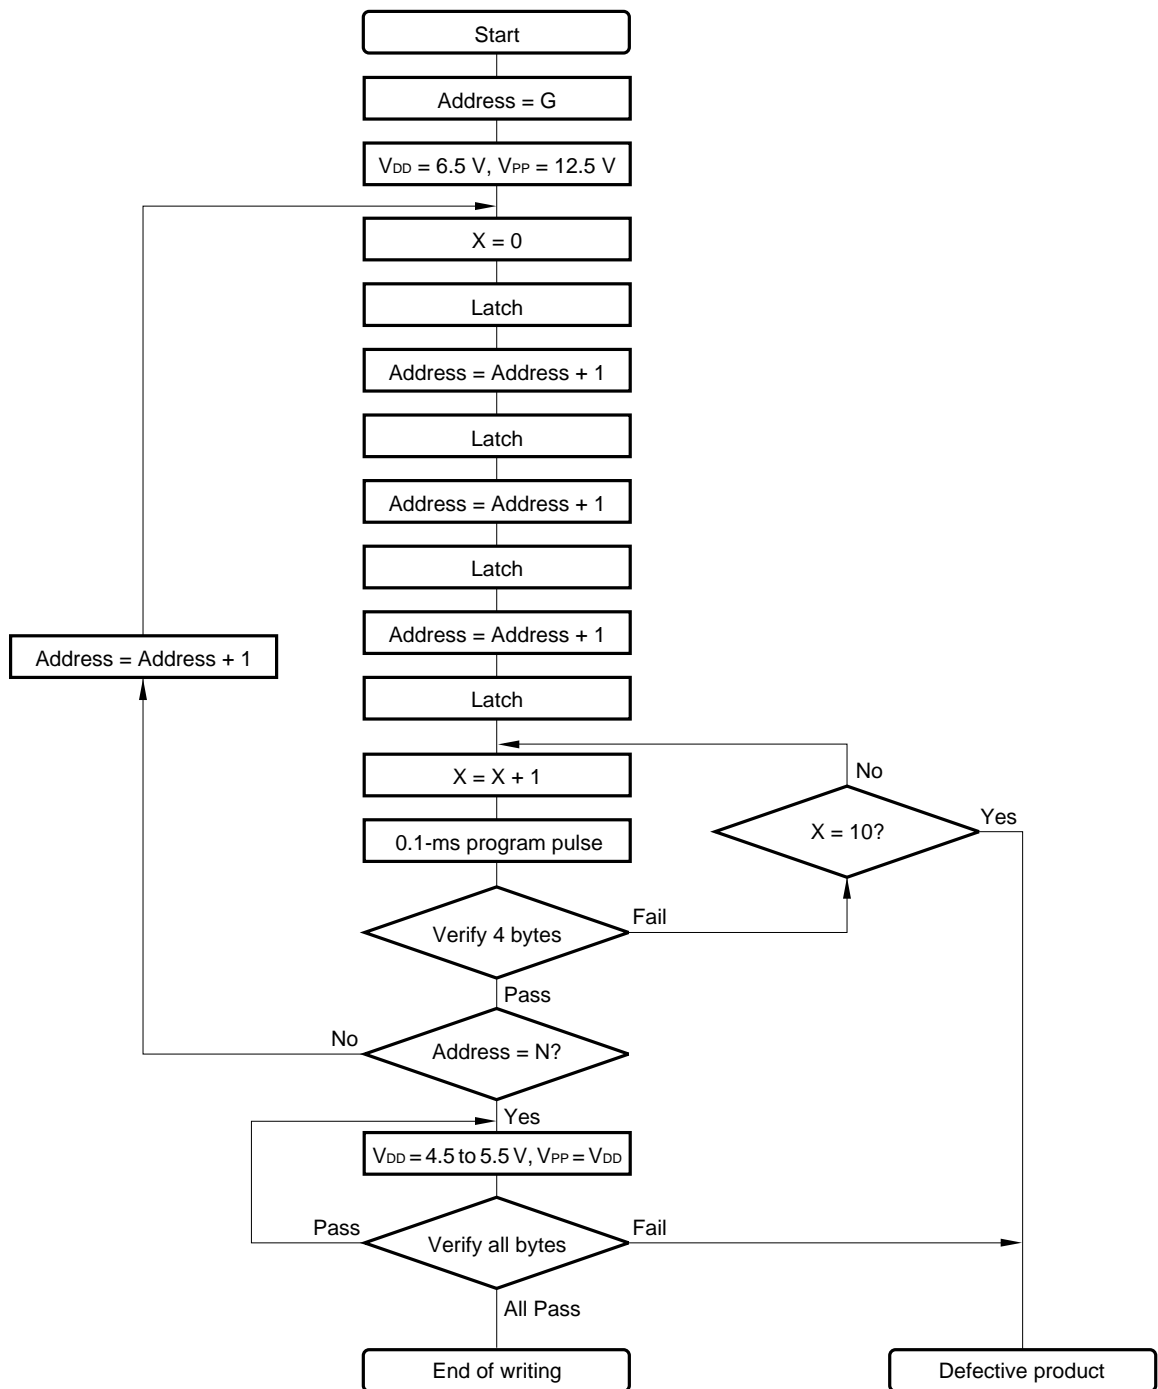 Start
Address = G
VDD = 6.5 V, VPP = 12.5 V
X = 0
Latch
Address = Address + 1
Latch
Address = Address + 1
Latch
Address = Address + 1
Address = Address + 1
Latch
X = X + 1
No
X = 10?
Yes
0.1-ms program pulse
Verify 4 bytes
Fail
Pass
No
Address = N?
Yes
VDD = 4.5 to 5.5 V, VPP = VDD
Pass
Verify all bytes
Fail
All Pass
End of writing
Defective product